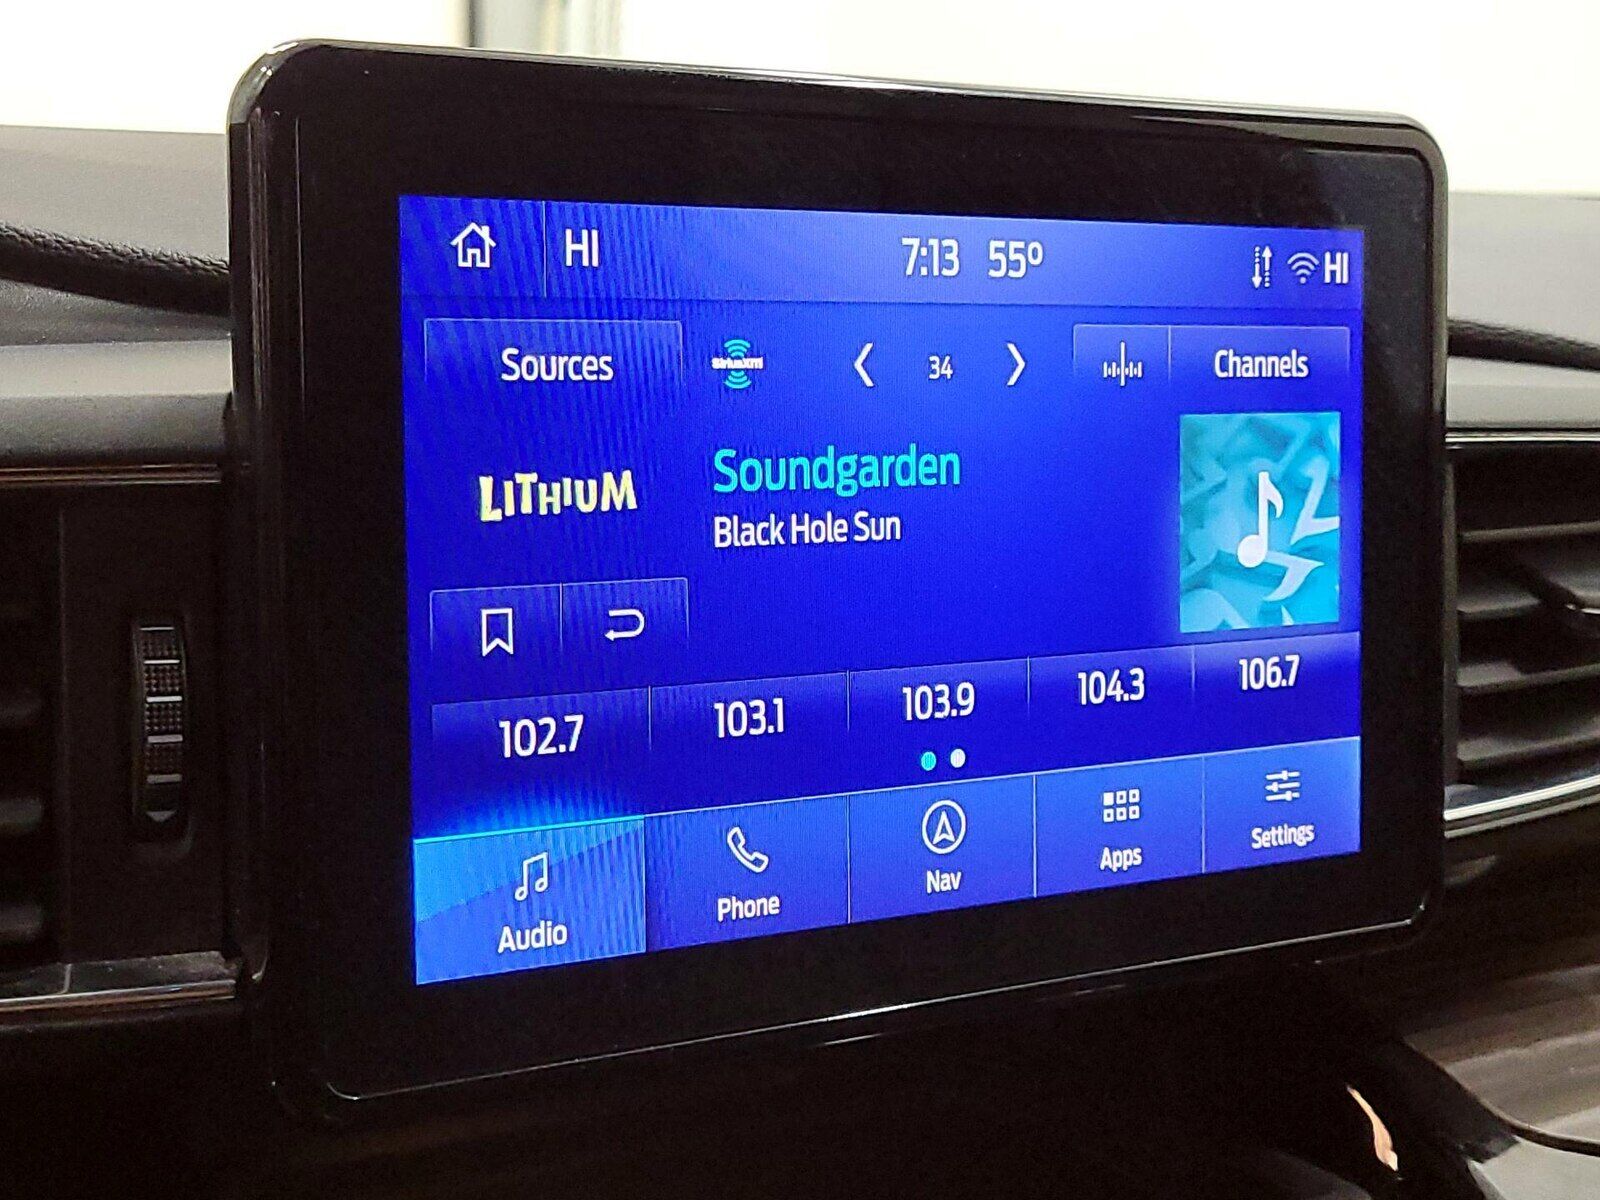 HI 7:13 55° HI
Sources SiriusXM 34 Channels
LiTHiUM
Soundgarden
Black Hole Sun
102.7 103.1 103.9 104.3 106.7
Audio Phone Nav Apps Settings